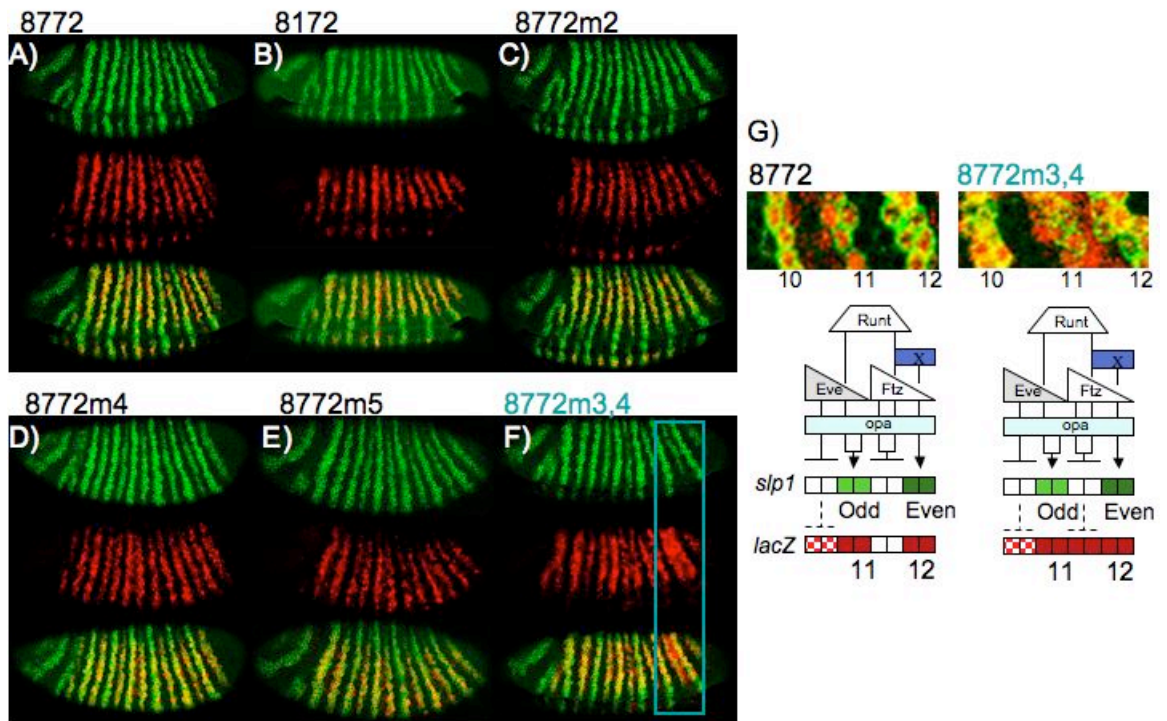 8772 8172 8772m2
A) B) C)
8772m4 8772m5 8772m3,4
D) E) F)
G)
8772 8772m3,4
10 11 12 10 11 12
Runt Runt
X X
Eve Ftz Eve Ftz
opa opa
slp1
Odd Even Odd Even
lacZ
11 12 11 12